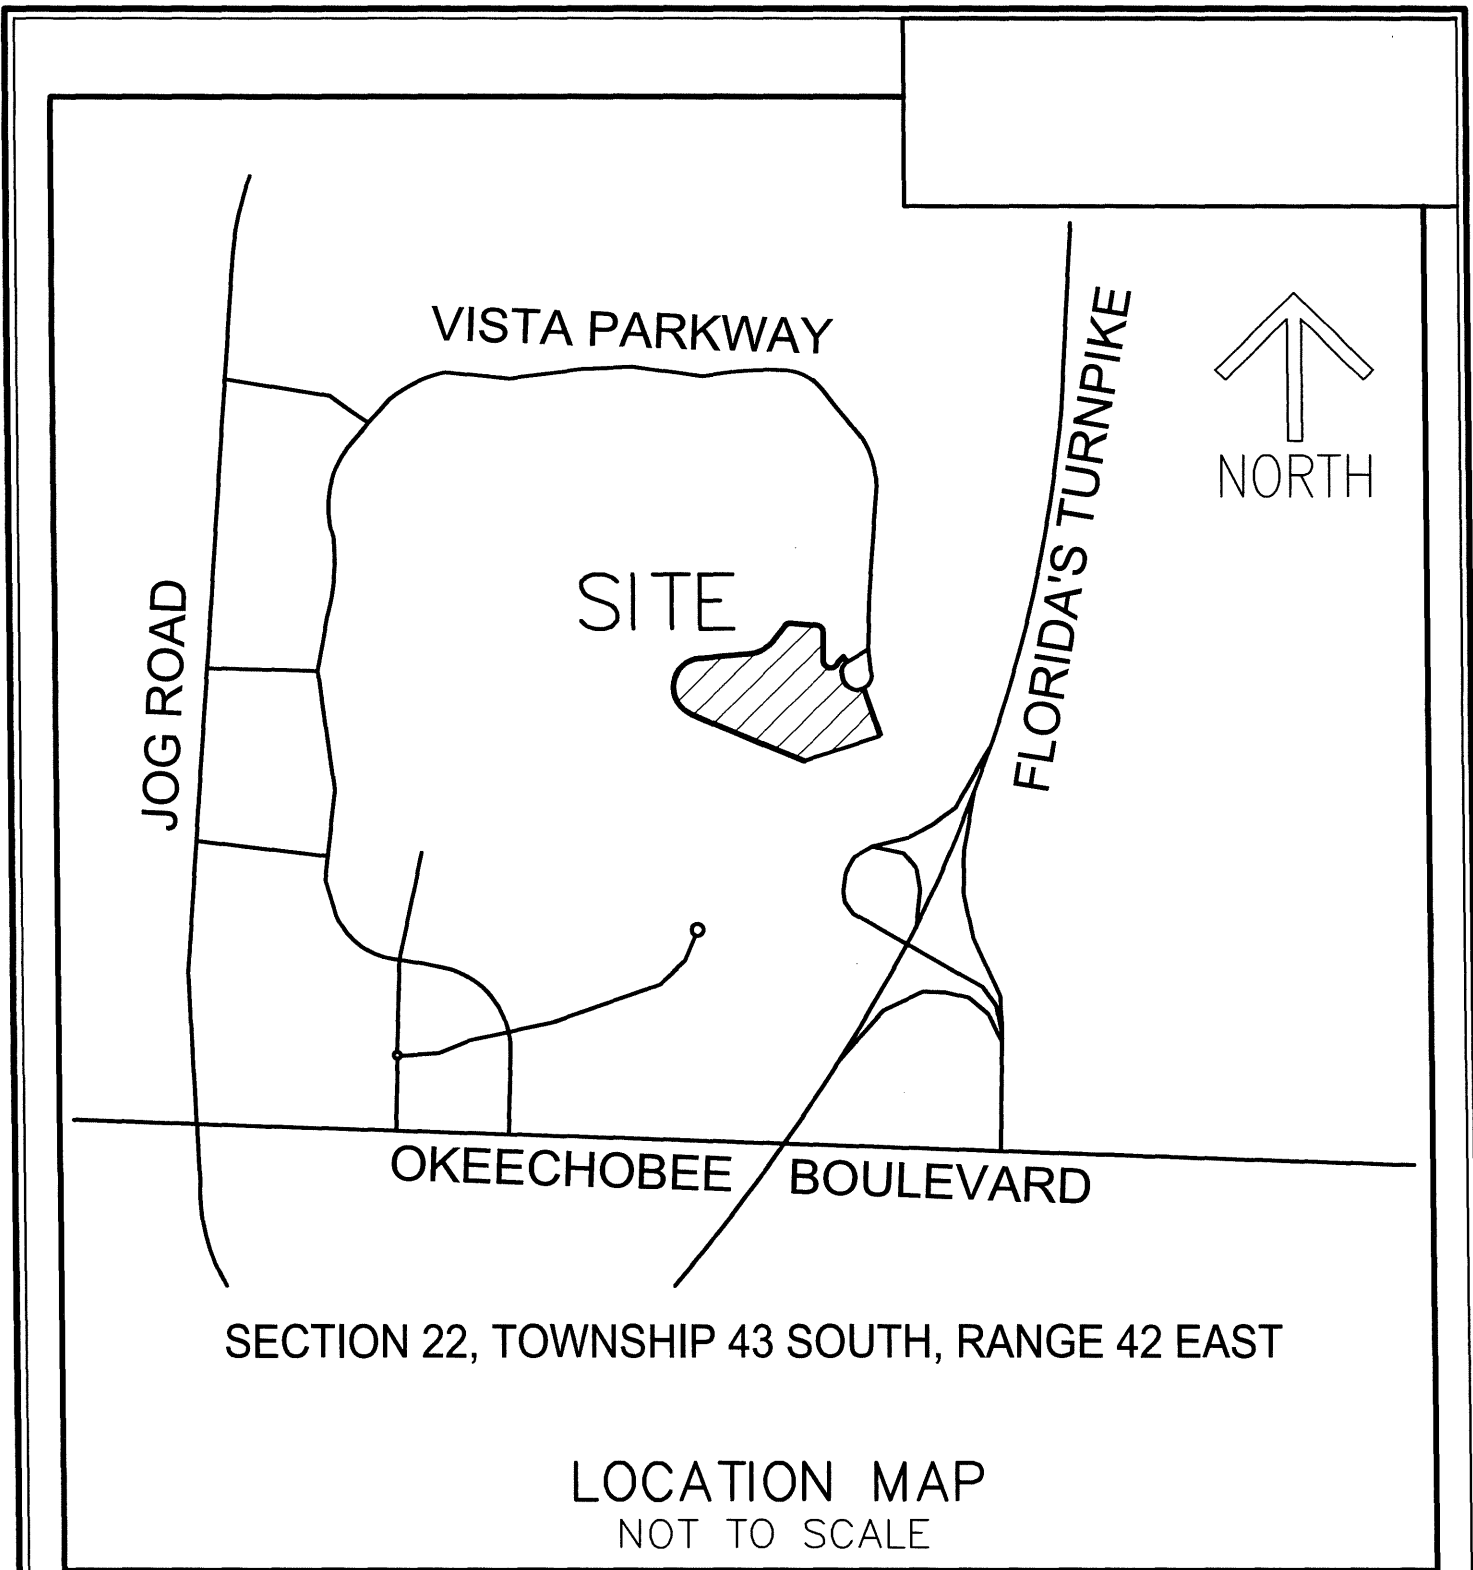 VISTA PARKWAY
FLORIDA'S TURNPIKE
NORTH
SITE
JOG ROAD
OKEECHOBEE BOULEVARD
SECTION 22, TOWNSHIP 43 SOUTH, RANGE 42 EAST
LOCATION MAP
NOT TO SCALE